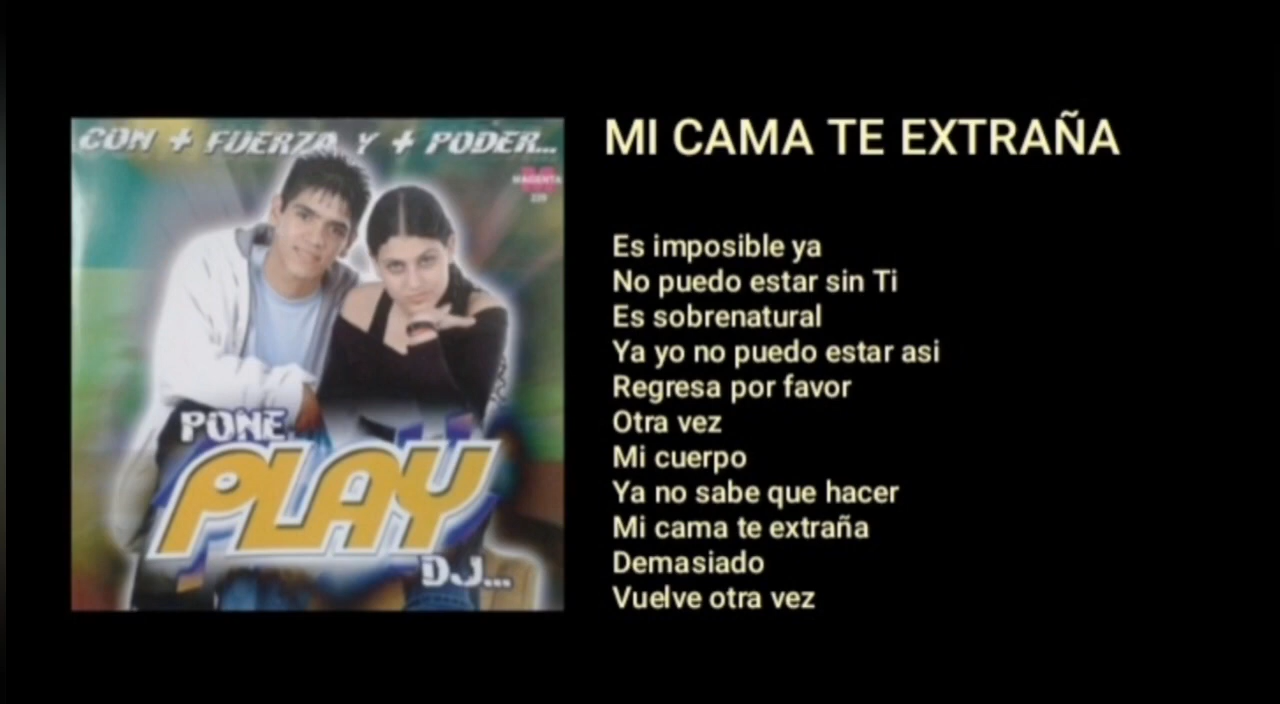 CON + FUERZA Y + PODER...
MAGENTA
PONE
PLAY
DJ...
MI CAMA TE EXTRAÑA
Es imposible ya
No puedo estar sin Ti
Es sobrenatural
Ya yo no puedo estar asi
Regresa por favor
Otra vez
Mi cuerpo
Ya no sabe que hacer
Mi cama te extraña
Demasiado
Vuelve otra vez